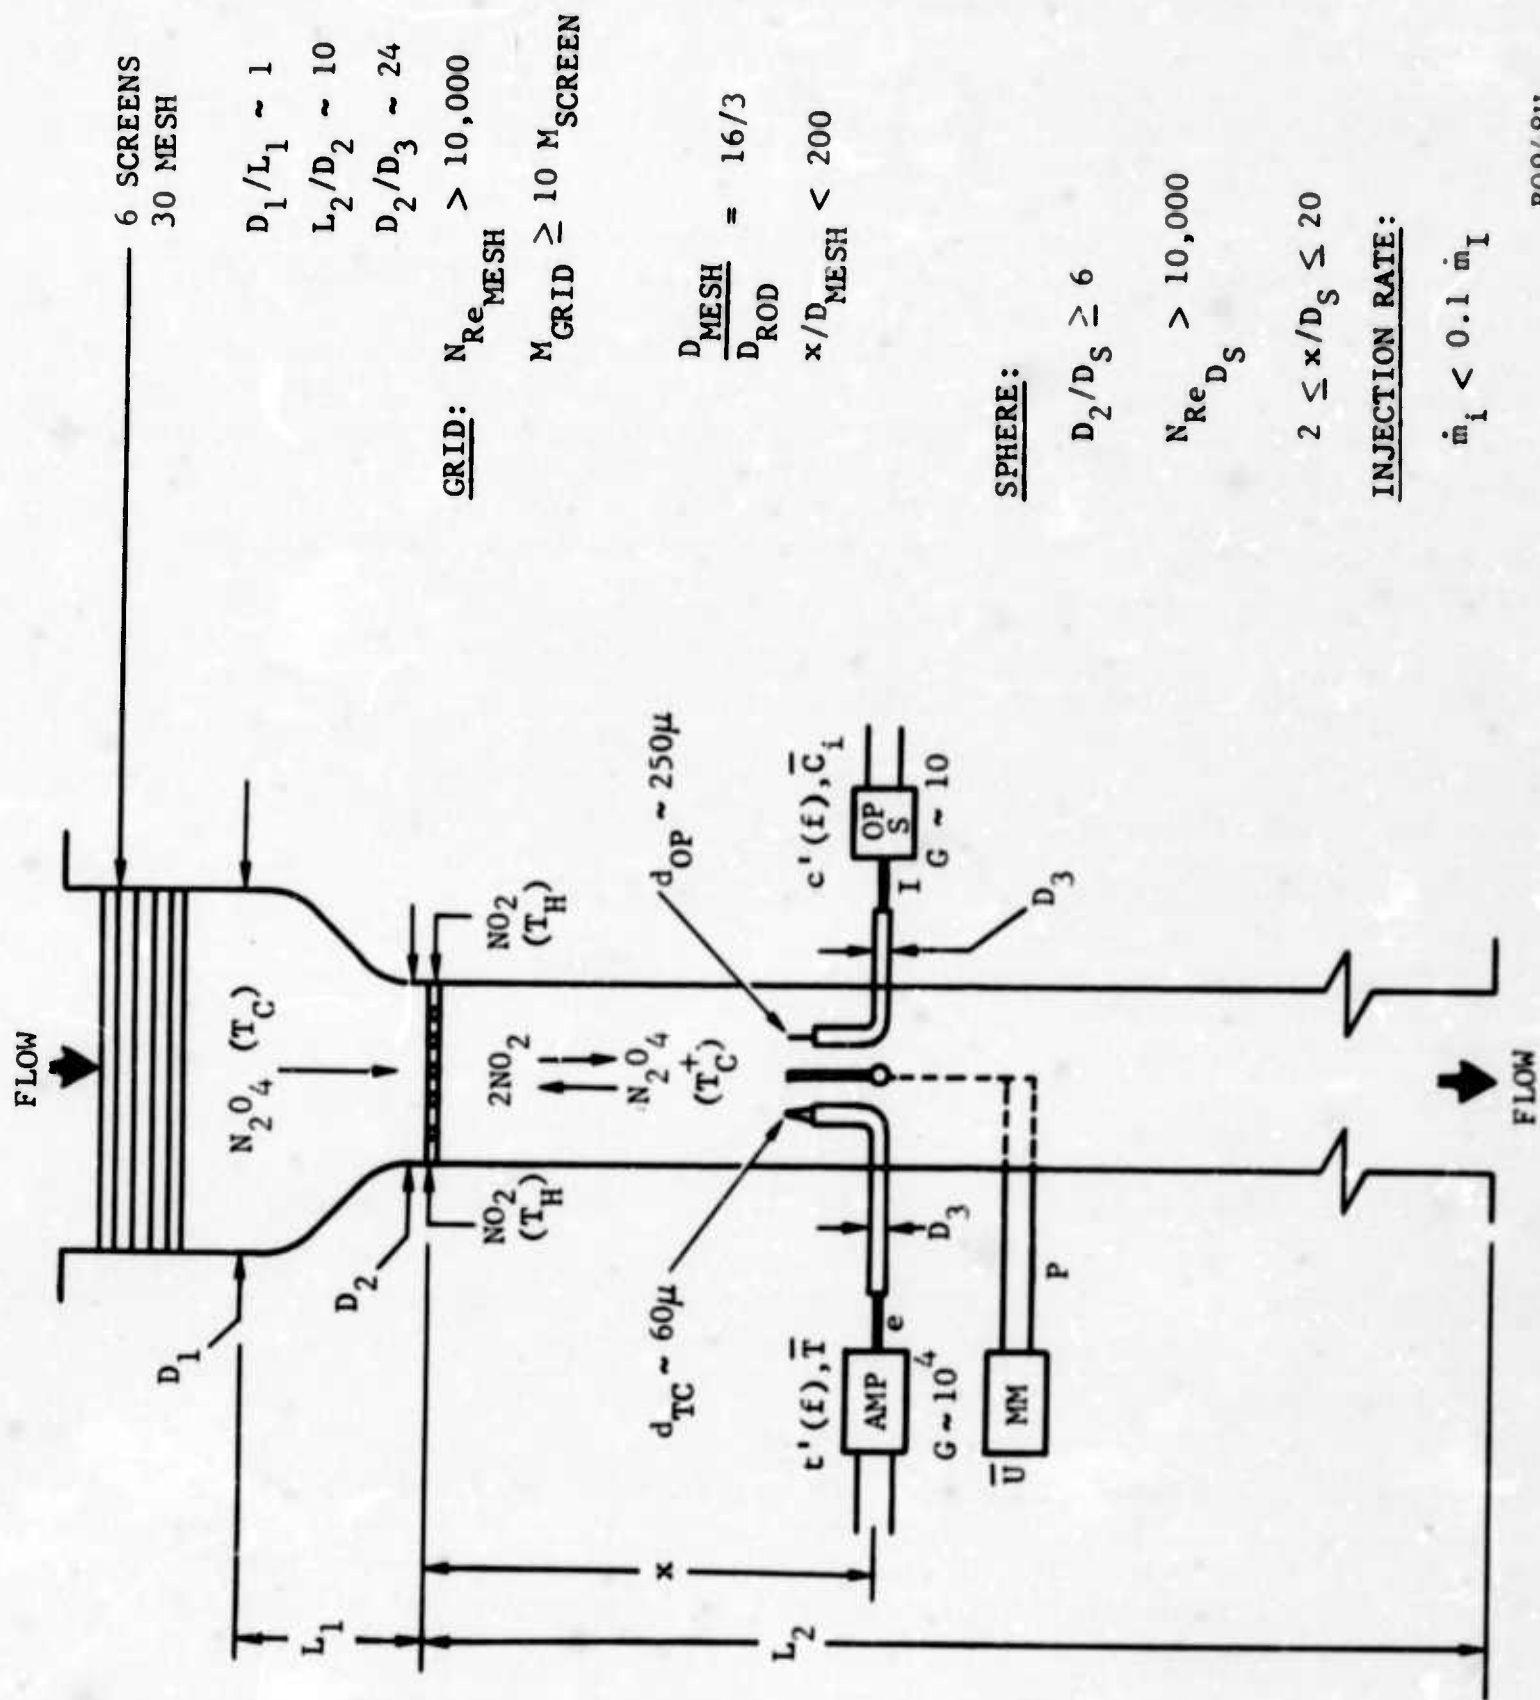 FLOW
6 SCREENS
30 MESH
N2O4 (TC)
D1
D2
L1
NO2
(TH)
NO2
(TH)
2NO2
N2O4
(TC+)
dTC ~ 60μ
dOP ~ 250μ
t'(f), T̅
AMP
e
G ~ 10^4
D3
c'(f), C̅i
OP
S
I
G ~ 10
D3
U̅
MM
P
x
L2
FLOW
D1/L1 ~ 1
L2/D2 ~ 10
D2/D3 ~ 24
GRID: NReMESH > 10,000
MGRID ≥ 10 MSCREEN
DMESH
DROD
= 16/3
x/DMESH < 200
SPHERE:
D2/DS ≥ 6
NReDS > 10,000
2 ≤ x/DS ≤ 20
INJECTION RATE:
ṁi < 0.1 ṁI